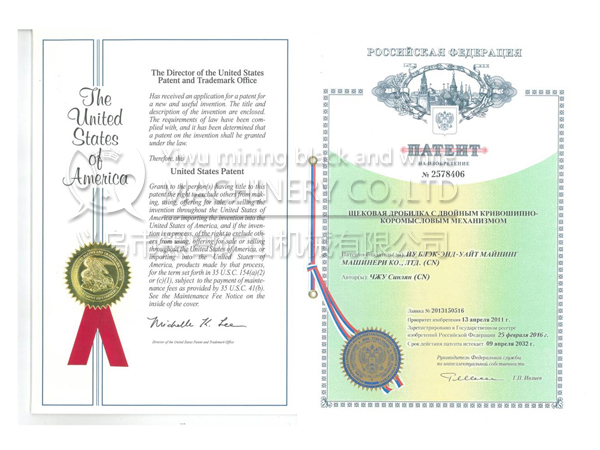 The
United
States
of
America
The Director of the United States
Patent and Trademark Office
Has received an application for a patent for
a new and useful invention. The title and
description of the invention are enclosed.
The requirements of law have been com-
plied with, and it has been determined that
a patent on the invention shall be granted
under the law.
Therefore, this
United States Patent
Grants to the person(s) having title to this
patent the right to exclude others from mak-
ing, using, offering for sale, or selling the
invention throughout the United States of
America or importing the invention into the
United States of America, and if the inven-
tion is a process, of the right to exclude oth-
ers from using, offering for sale or selling
throughout the United States of America, or
importing into the United States of
America, products made by that process,
for the term set forth in 35 U.S.C. 154(a)(2)
or (c)(1), subject to the payment of mainte-
nance fees as provided by 35 U.S.C. 41(b).
See the Maintenance Fee Notice on the
inside of the cover.
Michelle K. Lee
Director of the United States Patent and Trademark Office
РОССИЙСКАЯ ФЕДЕРАЦИЯ
ПАТЕНТ
НА ИЗОБРЕТЕНИЕ
№ 2578406
ЩЕКОВАЯ ДРОБИЛКА С ДВОЙНЫМ КРИВОШИПНО-
КОРОМЫСЛОВЫМ МЕХАНИЗМОМ
ИУ БЛЭК-ЭНД-УАЙТ МАЙНИНГ
МАШИНЕРИ КО., ЛТД. (CN)
Автор(ы): ЧЖУ Синлян (CN)
Заявка № 2013150516
Приоритет изобретения 13 апреля 2011 г.
Зарегистрировано в Государственном реестре
изобретений Российской Федерации 25 февраля 2016 г.
Срок действия патента истекает 09 апреля 2032 г.
Руководитель Федеральной службы
по интеллектуальной собственности
Г.П. Ивлиев
Yiwu mining black and white
MACHINERY CO.,LTD